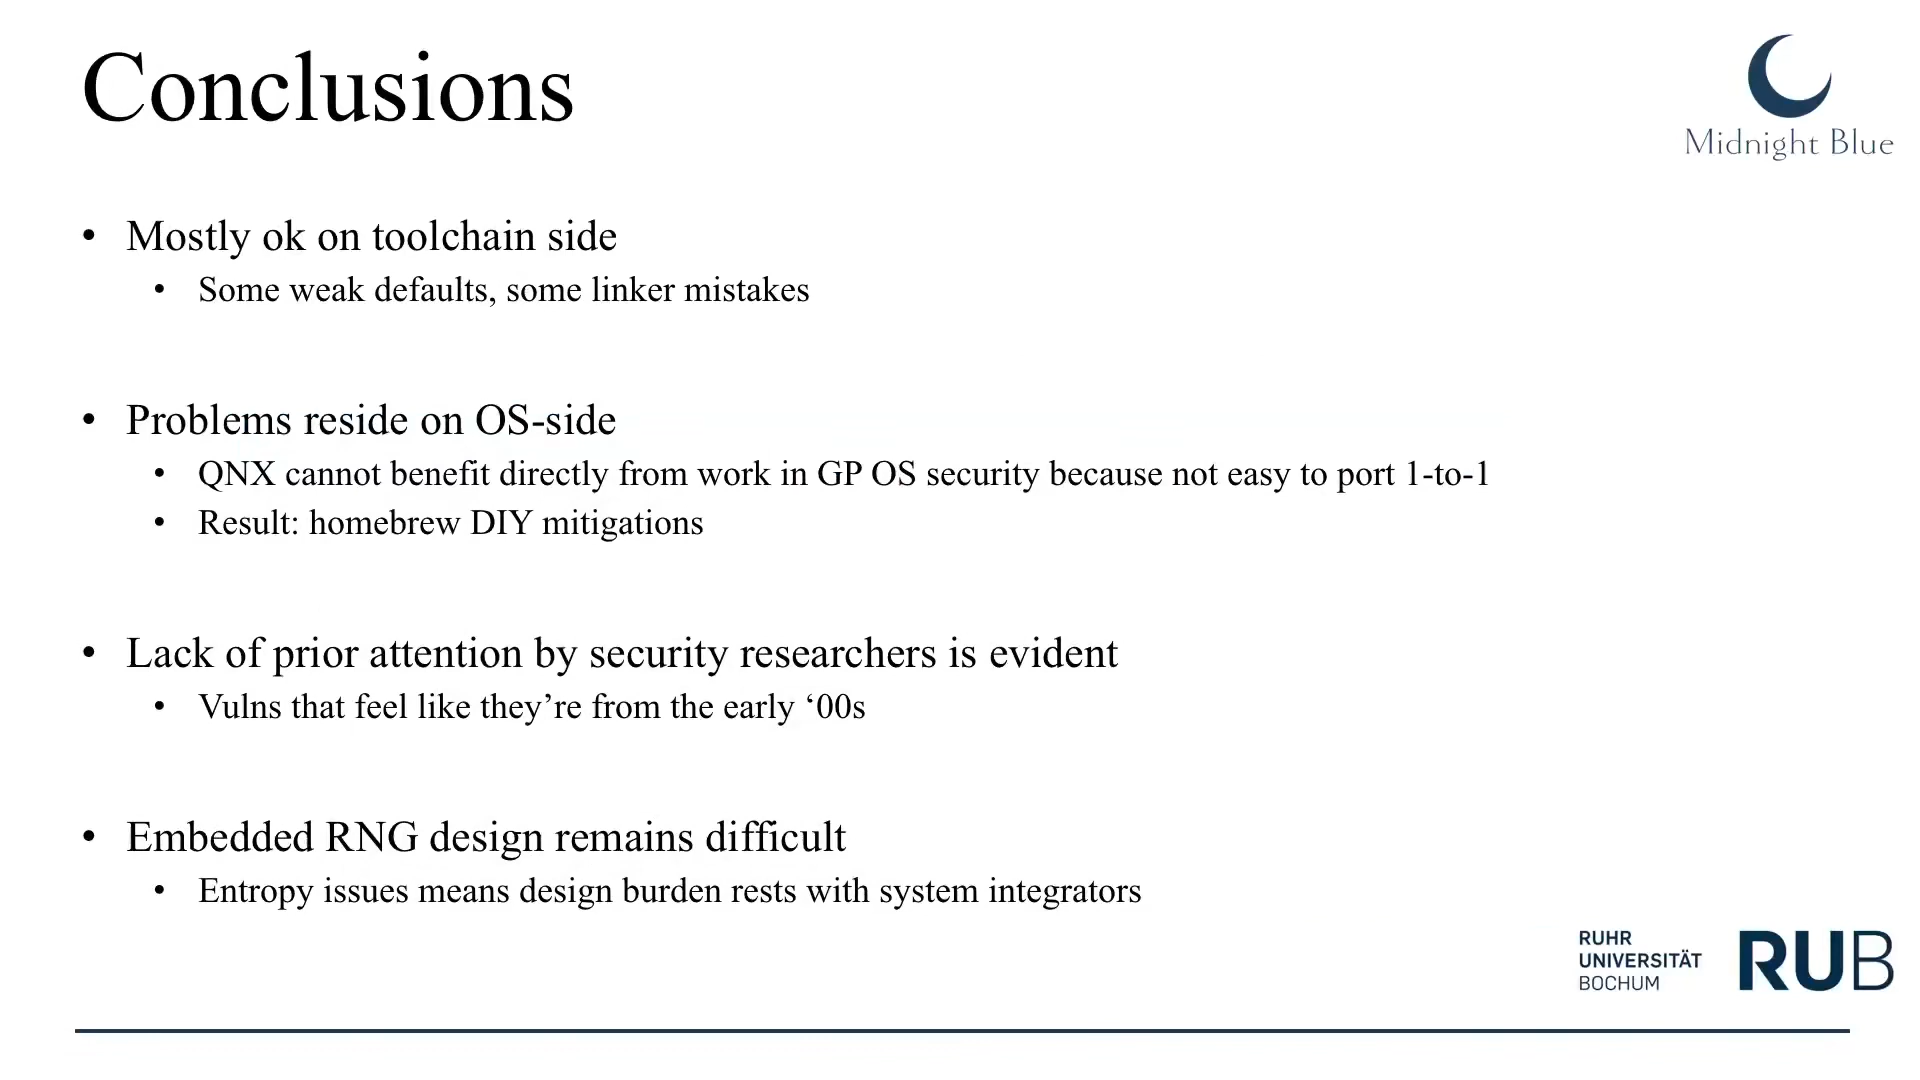 Conclusions
Midnight Blue
• Mostly ok on toolchain side
• Some weak defaults, some linker mistakes
• Problems reside on OS-side
• QNX cannot benefit directly from work in GP OS security because not easy to port 1-to-1
• Result: homebrew DIY mitigations
• Lack of prior attention by security researchers is evident
• Vulns that feel like they’re from the early ‘00s
• Embedded RNG design remains difficult
• Entropy issues means design burden rests with system integrators
RUHR
UNIVERSITÄT
BOCHUM
RUB